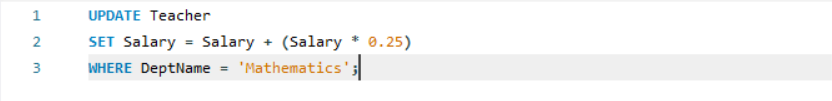 1 UPDATE Teacher
2 SET Salary = Salary + (Salary * 0.25)
3 WHERE DeptName = 'Mathematics';